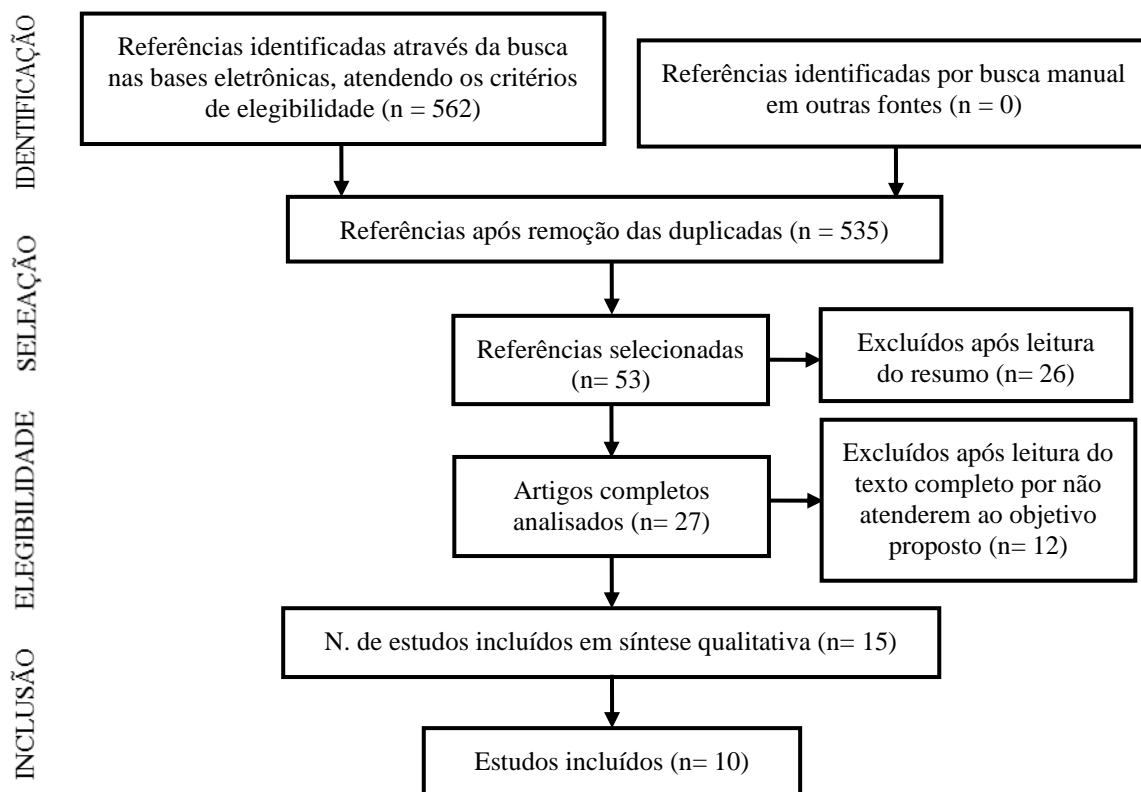 IDENTIFICAÇÃO
Referências identificadas através da busca
nas bases eletrônicas, atendendo os critérios
de elegibilidade (n = 562)
Referências identificadas por busca manual
em outras fontes (n = 0)
Referências após remoção das duplicadas (n = 535)
SELEAÇÃO
Referências selecionadas
(n= 53)
Excluídos após leitura
do resumo (n= 26)
ELEGIBILIDADE
Artigos completos
analisados (n= 27)
Excluídos após leitura do
texto completo por não
atenderem ao objetivo
proposto (n= 12)
INCLUSÃO
N. de estudos incluídos em síntese qualitativa (n= 15)
Estudos incluídos (n= 10)